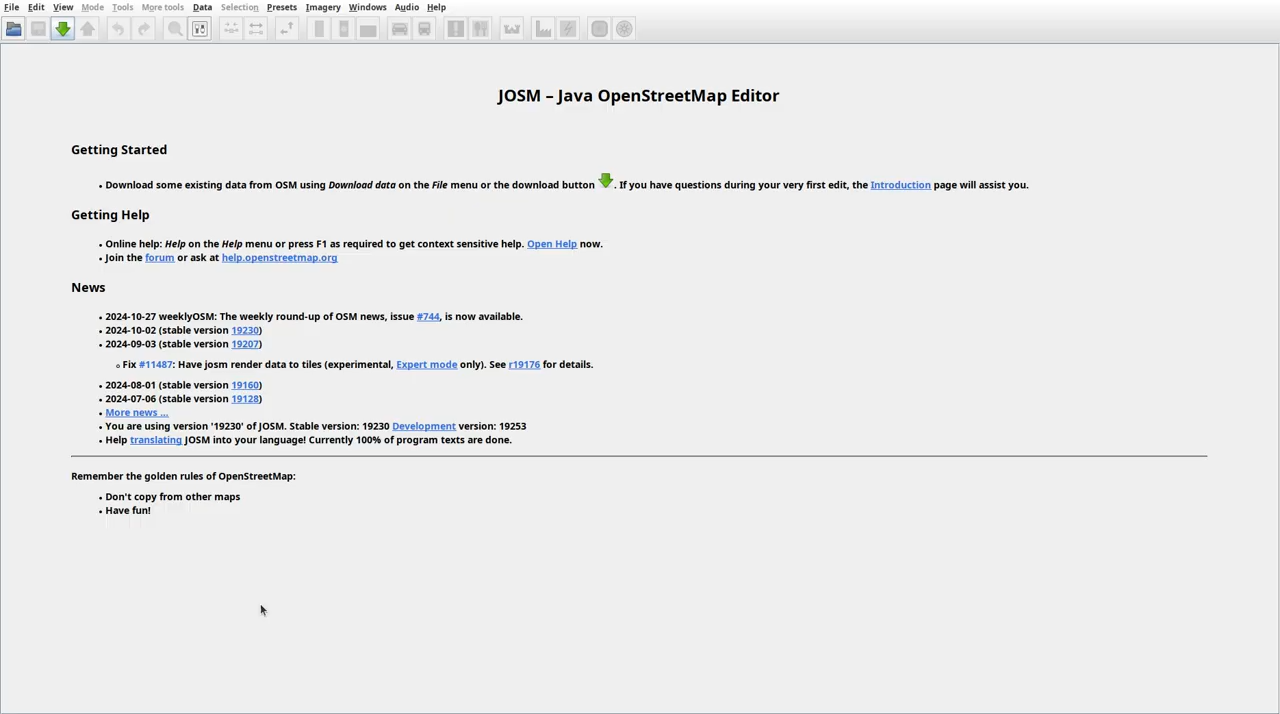 File Edit View Mode Tools More tools Data Selection Presets Imagery Windows Audio Help
JOSM – Java OpenStreetMap Editor
Getting Started
• Download some existing data from OSM using Download data on the File menu or the download button . If you have questions during your very first edit, the Introduction page will assist you.
Getting Help
• Online help: Help on the Help menu or press F1 as required to get context sensitive help. Open Help now.
• Join the forum or ask at help.openstreetmap.org
News
• 2024-10-27 weeklyOSM: The weekly round-up of OSM news, issue #744, is now available.
• 2024-10-02 (stable version 19230)
• 2024-09-03 (stable version 19207)
◦ Fix #11487: Have josm render data to tiles (experimental, Expert mode only). See r19176 for details.
• 2024-08-01 (stable version 19160)
• 2024-07-06 (stable version 19128)
• More news ...
• You are using version '19230' of JOSM. Stable version: 19230 Development version: 19253
• Help translating JOSM into your language! Currently 100% of program texts are done.
Remember the golden rules of OpenStreetMap:
• Don't copy from other maps
• Have fun!